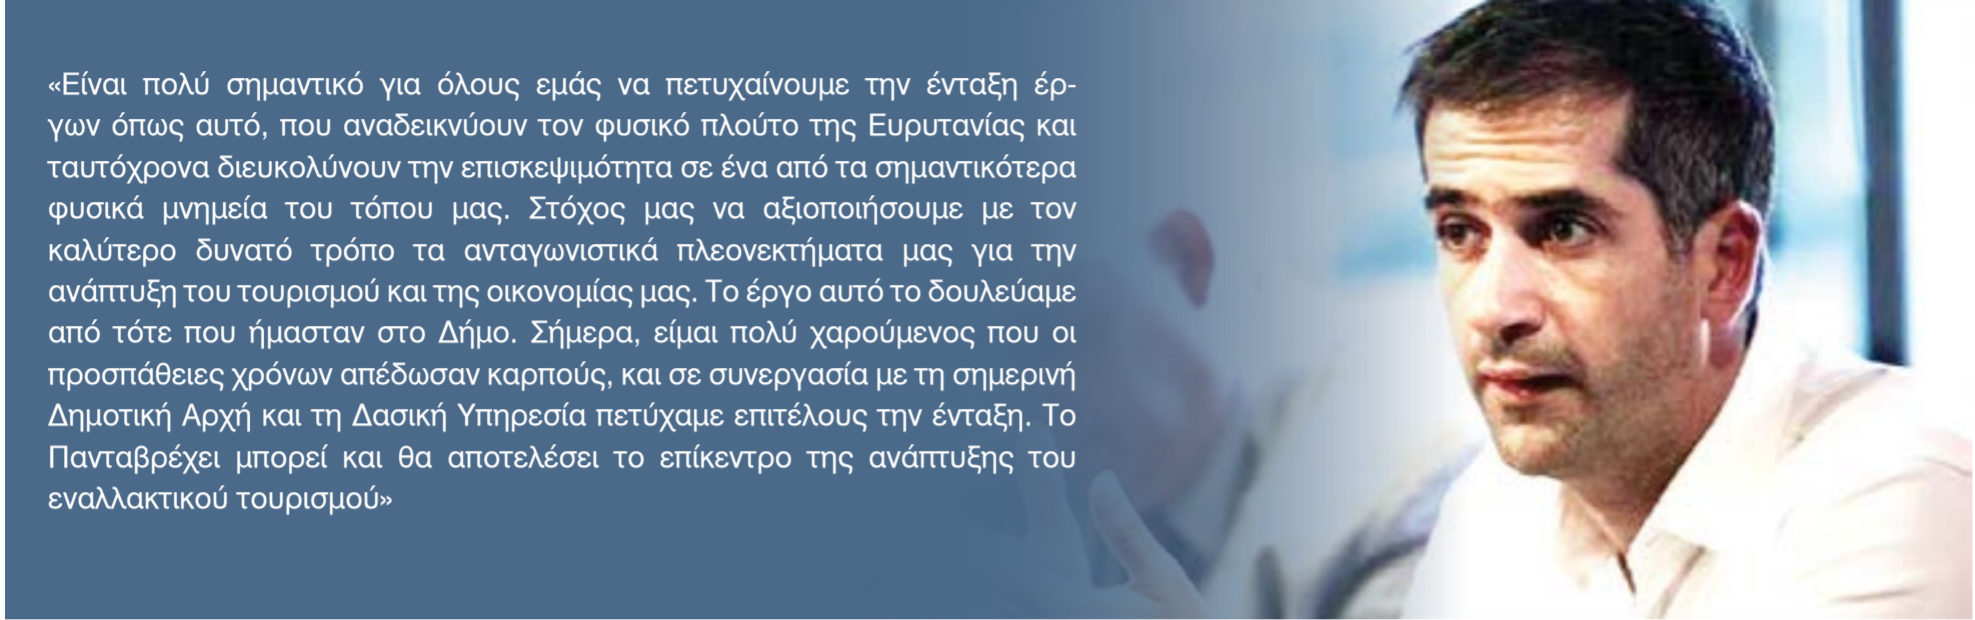 «Είναι πολύ σημαντικό για όλους εμάς να πετυχαίνουμε την ένταξη έρ-
γων όπως αυτό, που αναδεικνύουν τον φυσικό πλούτο της Ευρυτανίας και
ταυτόχρονα διευκολύνουν την επισκεψιμότητα σε ένα από τα σημαντικότερα
φυσικά μνημεία του τόπου μας. Στόχος μας να αξιοποιήσουμε με τον
καλύτερο δυνατό τρόπο τα ανταγωνιστικά πλεονεκτήματα μας για την
ανάπτυξη του τουρισμού και της οικονομίας μας. Το έργο αυτό το δουλεύαμε
από τότε που ήμασταν στο Δήμο. Σήμερα, είμαι πολύ χαρούμενος που οι
προσπάθειες χρόνων απέδωσαν καρπούς, και σε συνεργασία με τη σημερινή
Δημοτική Αρχή και τη Δασική Υπηρεσία πετύχαμε επιτέλους την ένταξη. Το
Πανταβρέχει μπορεί και θα αποτελέσει το επίκεντρο της ανάπτυξης του
εναλλακτικού τουρισμού»